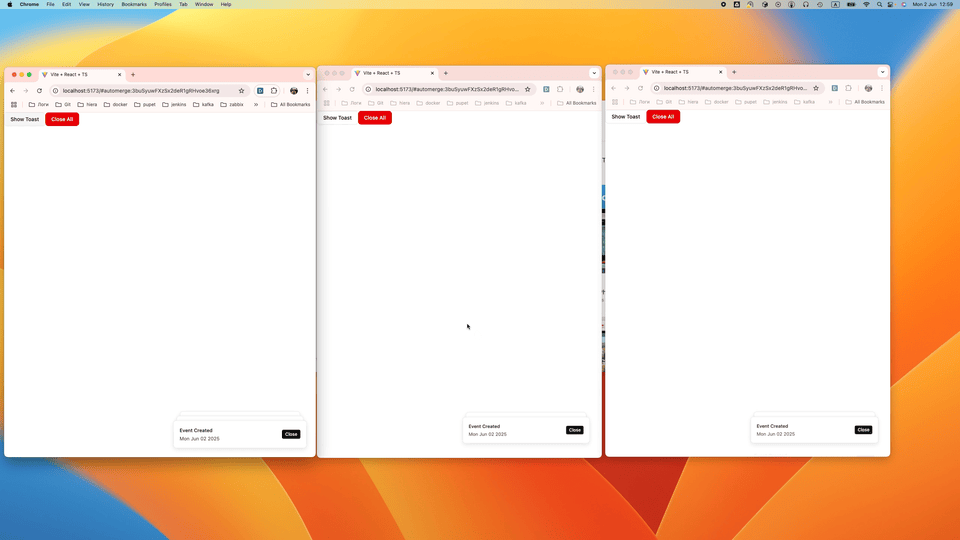 Chrome File Edit View History Bookmarks Profiles Tab Window Help
A
Mon 2 Jun 12:59
Vite + React + TS
localhost:5173/#automerge:3buSyuwFXzSx2deR1gRHvoe36xrg
Логи Git hiera docker pupet jenkins kafka zabbix » All Bookmarks
Show Toast Close All
Event Created
Mon Jun 02 2025
Close
Vite + React + TS
localhost:5173/#automerge:3buSyuwFXzSx2deR1gRHvo...
Логи Git hiera docker pupet jenkins kafka » All Bookmarks
Show Toast Close All
Event Created
Mon Jun 02 2025
Close
Vite + React + TS
localhost:5173/#automerge:3buSyuwFXzSx2deR1gRHvo...
Логи Git hiera docker pupet jenkins kafka » All Bookmarks
Show Toast Close All
Event Created
Mon Jun 02 2025
Close